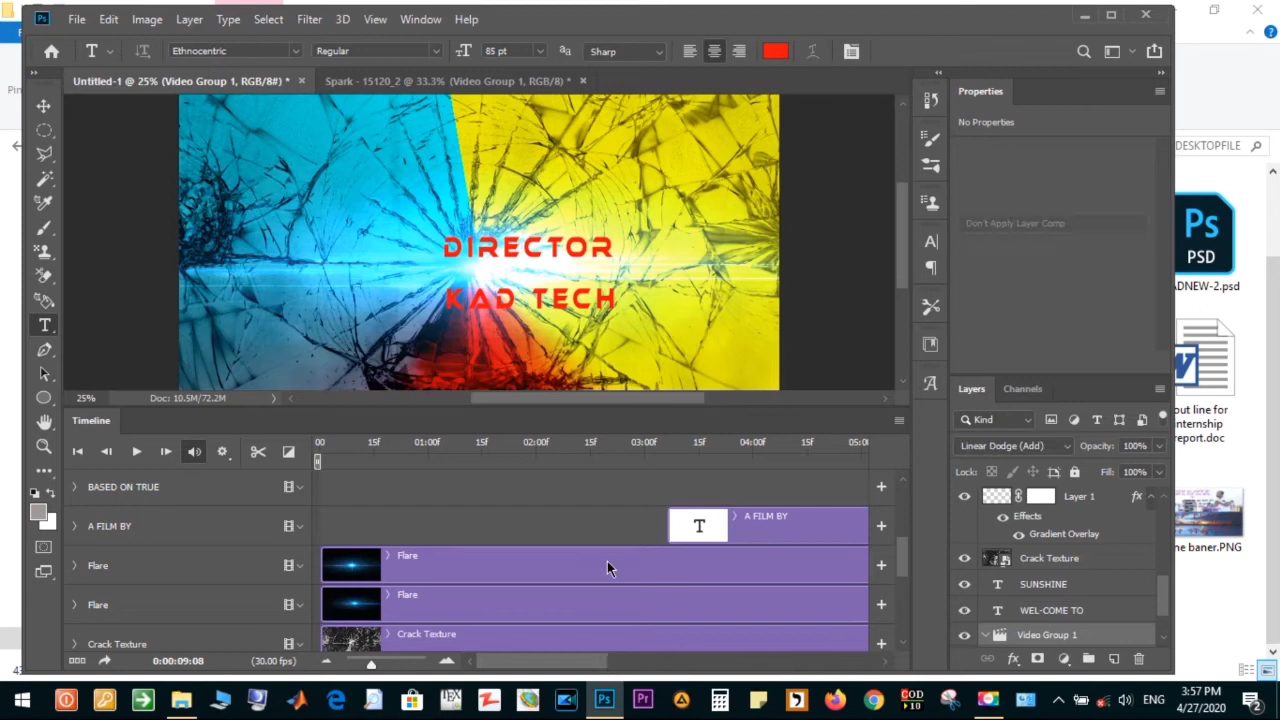 File Edit Image Layer Type Select Filter 3D View Window Help
Ethnocentric Regular 85 pt Sharp
Untitled-1 @ 25% (Video Group 1, RGB/8#) * Spark - 15120_2 @ 33.3% (Video Group 1, RGB/8) *
DIRECTOR
KAD TECH
25% Doc: 10.5M/72.2M
Properties
No Properties
Don't Apply Layer Comp
Timeline
00 15f 01:00f 15f 02:00f 15f 03:00f 15f 04:00f 15f 05:0
BASED ON TRUE
A FILM BY T A FILM BY
Flare Flare
Flare Flare
Crack Texture Crack Texture
0:00:09:08 (30.00 fps)
Layers Channels
Kind
Linear Dodge (Add) Opacity: 100%
Lock: Fill: 100%
Layer 1 fx
Effects
Gradient Overlay
Crack Texture
SUNSHINE
WEL-COME TO
Video Group 1
DESKTOPFILE
Ps
PSD
ADNEW-2.psd
out line for
internship
report.doc
ne baner.PNG
ENG
3:57 PM
4/27/2020